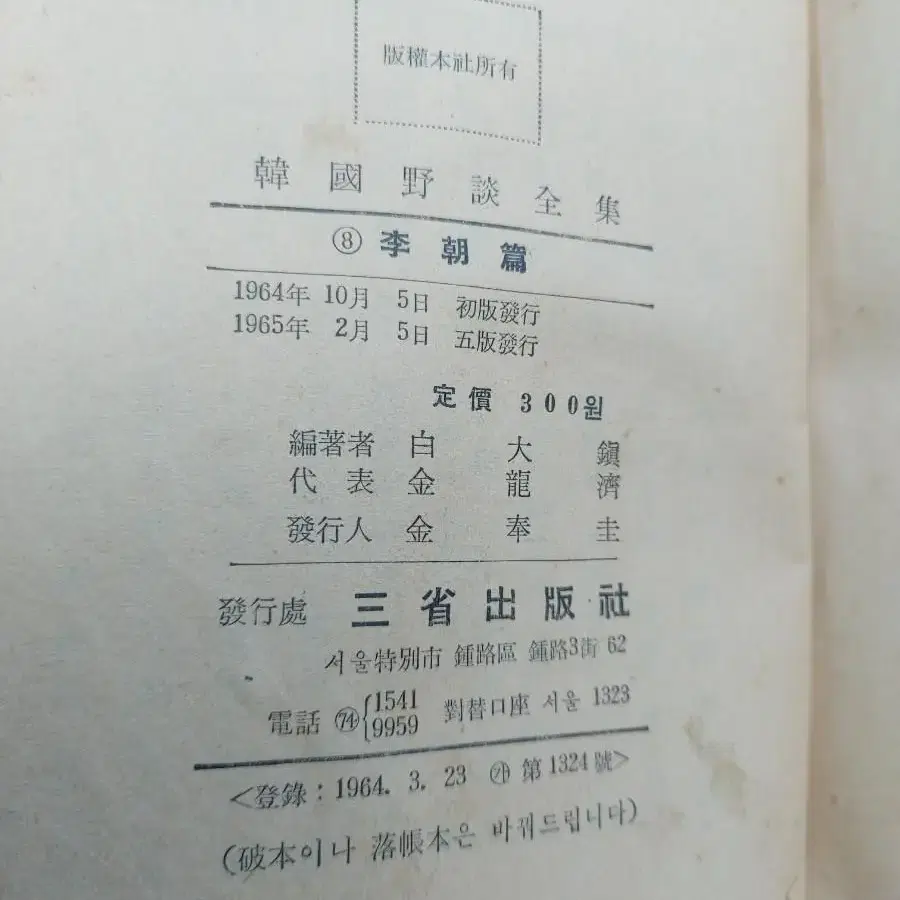 版權本社所有
韓國野談全集
⑧ 李朝篇
1964年 10月 5日 初版發行
1965年 2月 5日 五版發行
定價 300원
編著者 白大鎭
代表 金龍濟
發行人 金奉圭
發行處 三省出版社
서울特別市 鍾路區 鍾路3街 62
電話 74 1541
9959 對替口座 서울 1323
<登錄: 1964. 3. 23 ㉮ 第1324號>
(破本이나 落帳本은 바꿔드립니다)